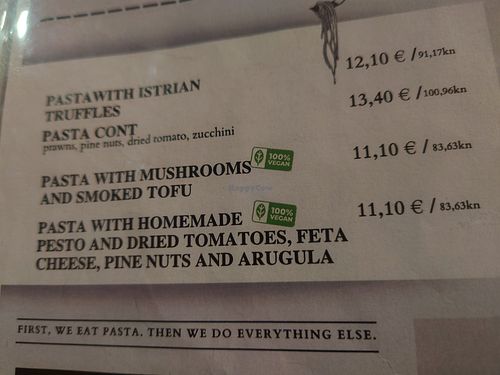 PASTA WITH ISTRIAN TRUFFLES 12,10 € / 91,17kn
PASTA CONT 13,40 € / 100,96kn
prawns, pine nuts, dried tomato, zucchini
PASTA WITH MUSHROOMS 100% VEGAN 11,10 € / 83,63kn
AND SMOKED TOFU
HappyCow
PASTA WITH HOMEMADE 100% VEGAN 11,10 € / 83,63kn
PESTO AND DRIED TOMATOES, FETA
CHEESE, PINE NUTS AND ARUGULA
FIRST, WE EAT PASTA. THEN WE DO EVERYTHING ELSE.